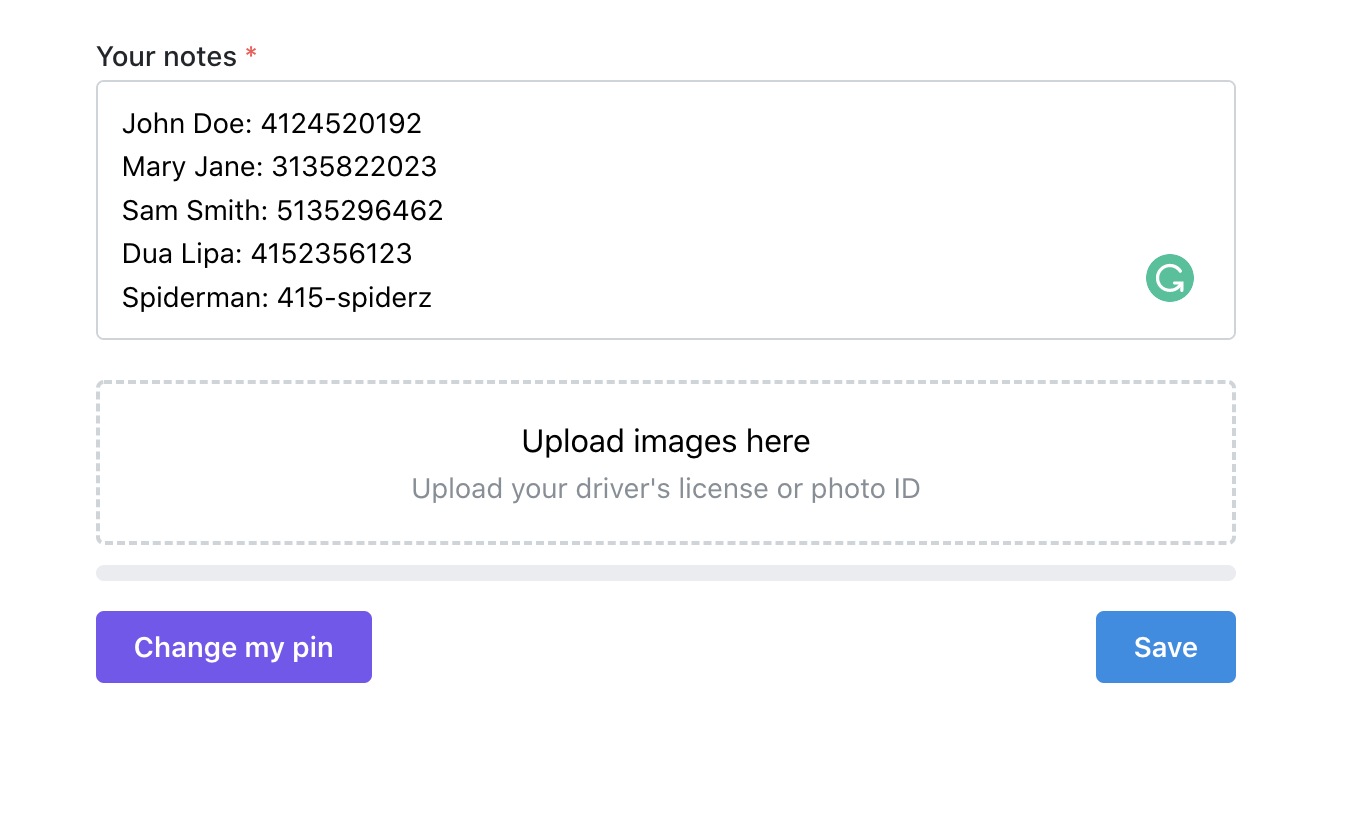 Your notes *
John Doe: 4124520192
Mary Jane: 3135822023
Sam Smith: 5135296462
Dua Lipa: 4152356123
Spiderman: 415-spiderz
Upload images here
Upload your driver's license or photo ID
Change my pin
Save